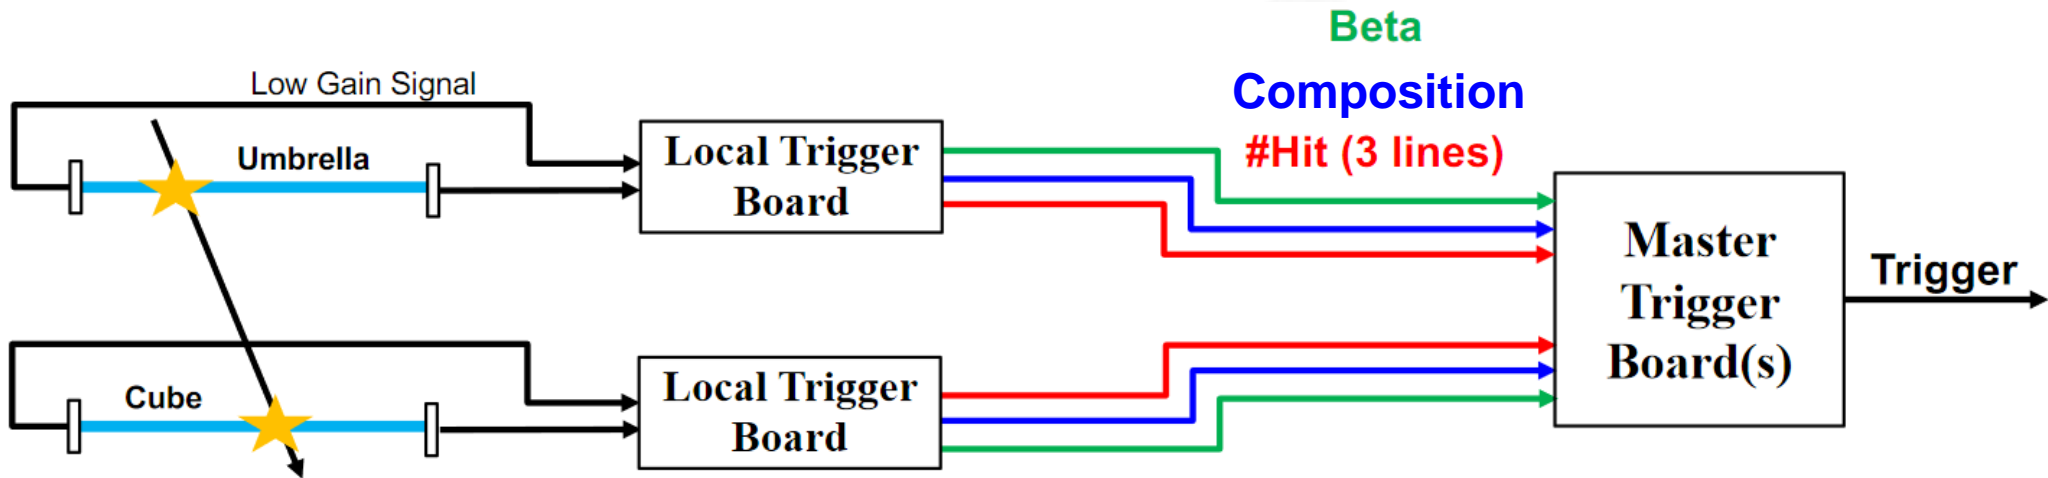 Beta
Composition
#Hit (3 lines)
Low Gain Signal
Umbrella
Local Trigger
Board
Master
Trigger
Board(s)
Trigger
Cube
Local Trigger
Board